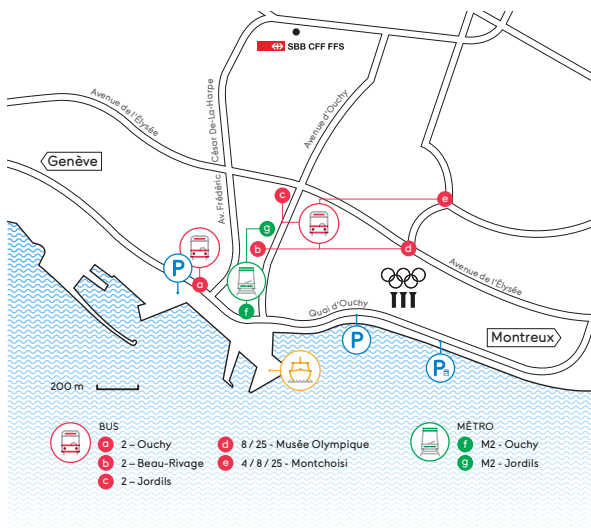 SBB CFF FFS
Avenue de l'Élysée
César De-La-Harpe
Av. Frédéric
Avenue d'Ouchy
Genève
c
e
g
b
d
P
a
f
Avenue de l'Élysée
Quai d'Ouchy
P
Montreux
P
200 m
BUS
a 2 – Ouchy
b 2 – Beau-Rivage
c 2 – Jordils
d 8 / 25 - Musée Olympique
e 4 / 8 / 25 - Montchoisi
MÉTRO
f M2 - Ouchy
g M2 - Jordils